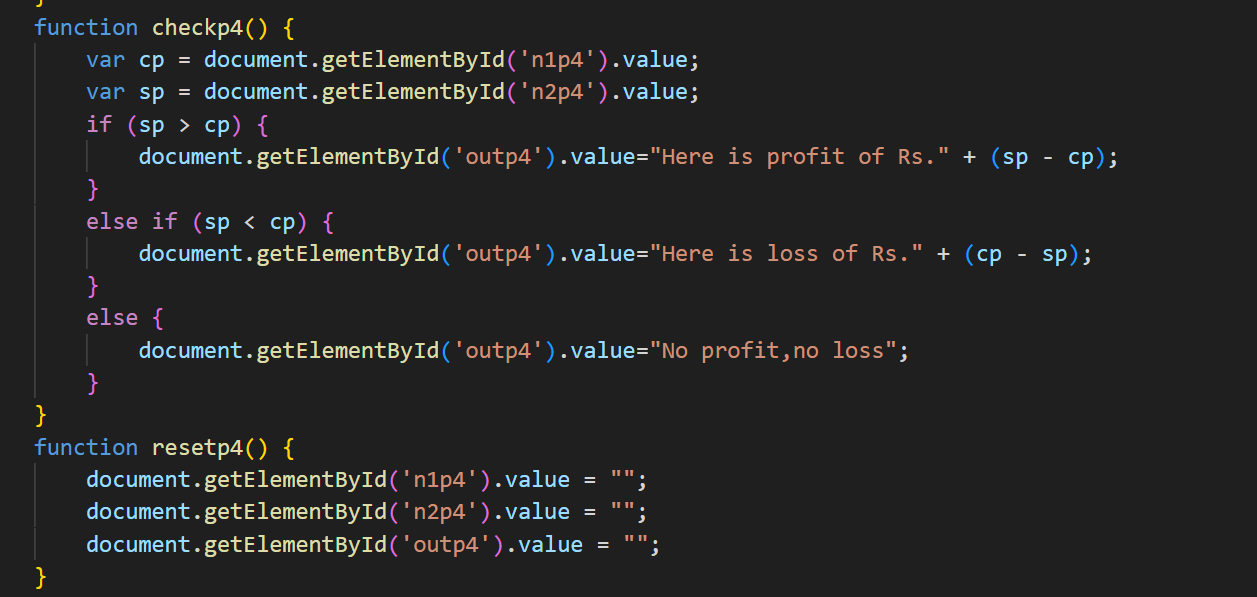 }
function checkp4() {
    var cp = document.getElementById('n1p4').value;
    var sp = document.getElementById('n2p4').value;
    if (sp > cp) {
        document.getElementById('outp4').value="Here is profit of Rs." + (sp - cp);
    }
    else if (sp < cp) {
        document.getElementById('outp4').value="Here is loss of Rs." + (cp - sp);
    }
    else {
        document.getElementById('outp4').value="No profit,no loss";
    }
}
function resetp4() {
    document.getElementById('n1p4').value = "";
    document.getElementById('n2p4').value = "";
    document.getElementById('outp4').value = "";
}